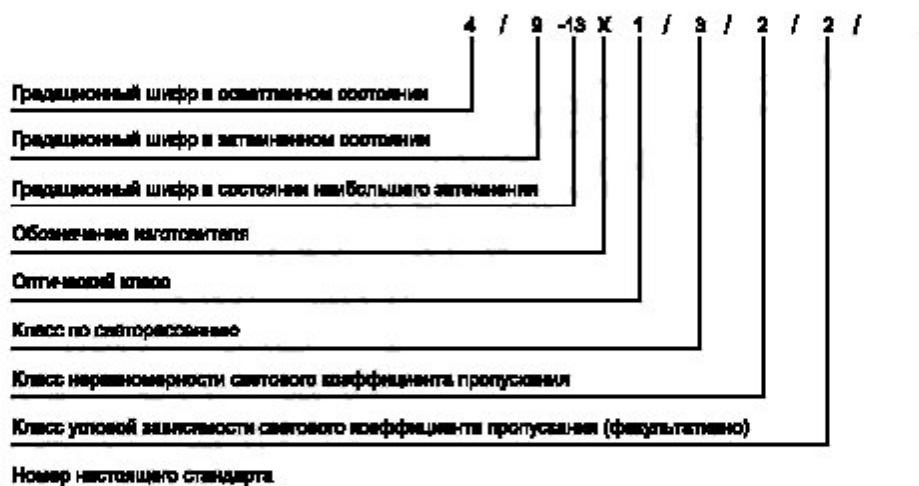 4 / 9 -13 X 1 / 3 / 2 / 2 /
Градационный шифр в осветленном состоянии
Градационный шифр в затемненном состоянии
Градационный шифр в состоянии наибольшего затемнения
Обозначение изготовителя
Оптический класс
Класс по светорассеянию
Класс неравномерности светового коэффициента пропускания
Класс угловой зависимости светового коэффициента пропускания (факультативно)
Номер настоящего стандарта